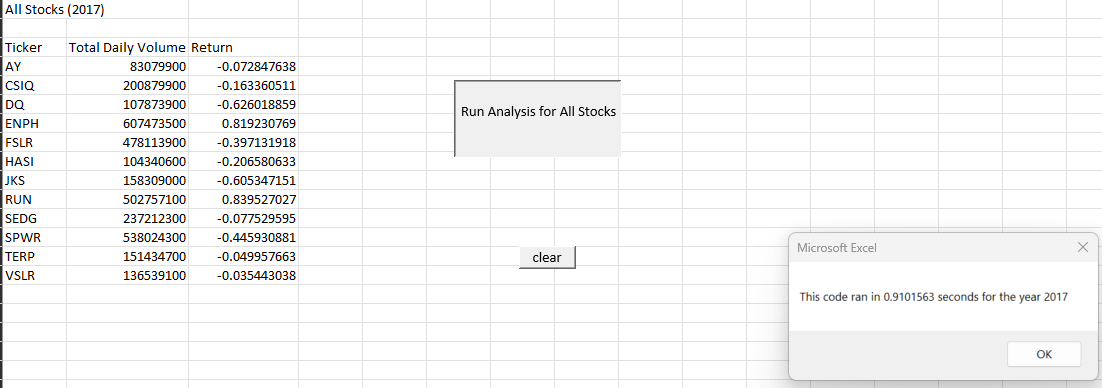 All Stocks (2017)
Ticker Total Daily Volume Return
AY 83079900 -0.072847638
CSIQ 200879900 -0.163360511
DQ 107873900 -0.626018859
ENPH 607473500 0.819230769
FSLR 478113900 -0.397131918
HASI 104340600 -0.206580633
JKS 158309000 -0.605347151
RUN 502757100 0.839527027
SEDG 237212300 -0.077529595
SPWR 538024300 -0.445930881
TERP 151434700 -0.049957663
VSLR 136539100 -0.035443038
Run Analysis for All Stocks
clear
Microsoft Excel
This code ran in 0.9101563 seconds for the year 2017
OK